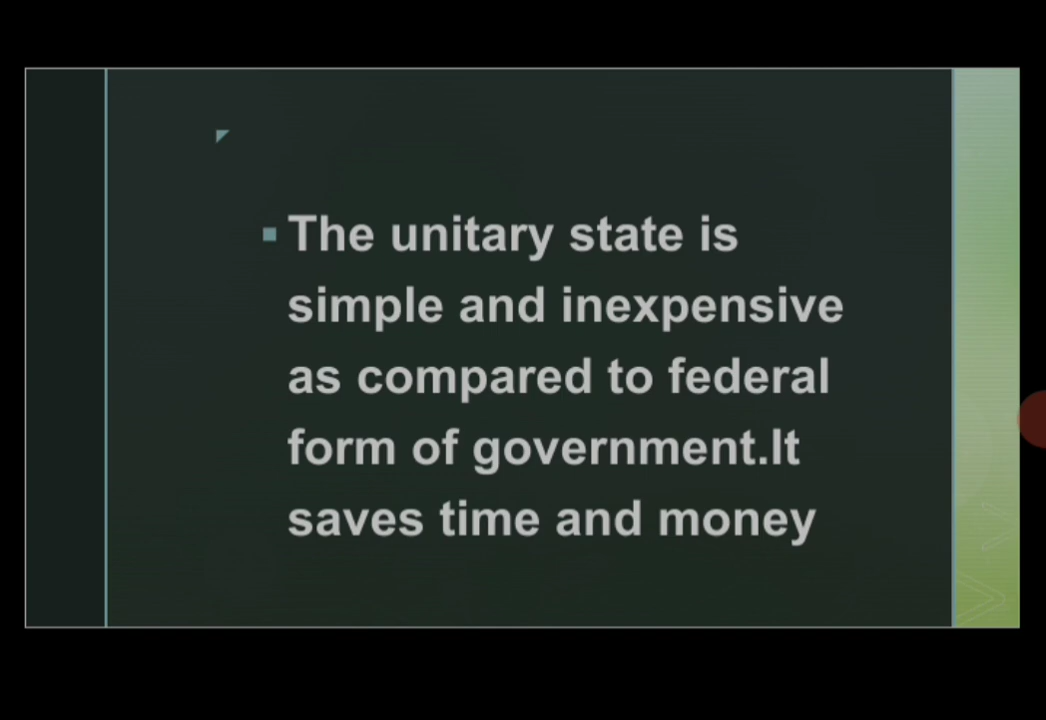 The unitary state is
simple and inexpensive
as compared to federal
form of government.It
saves time and money